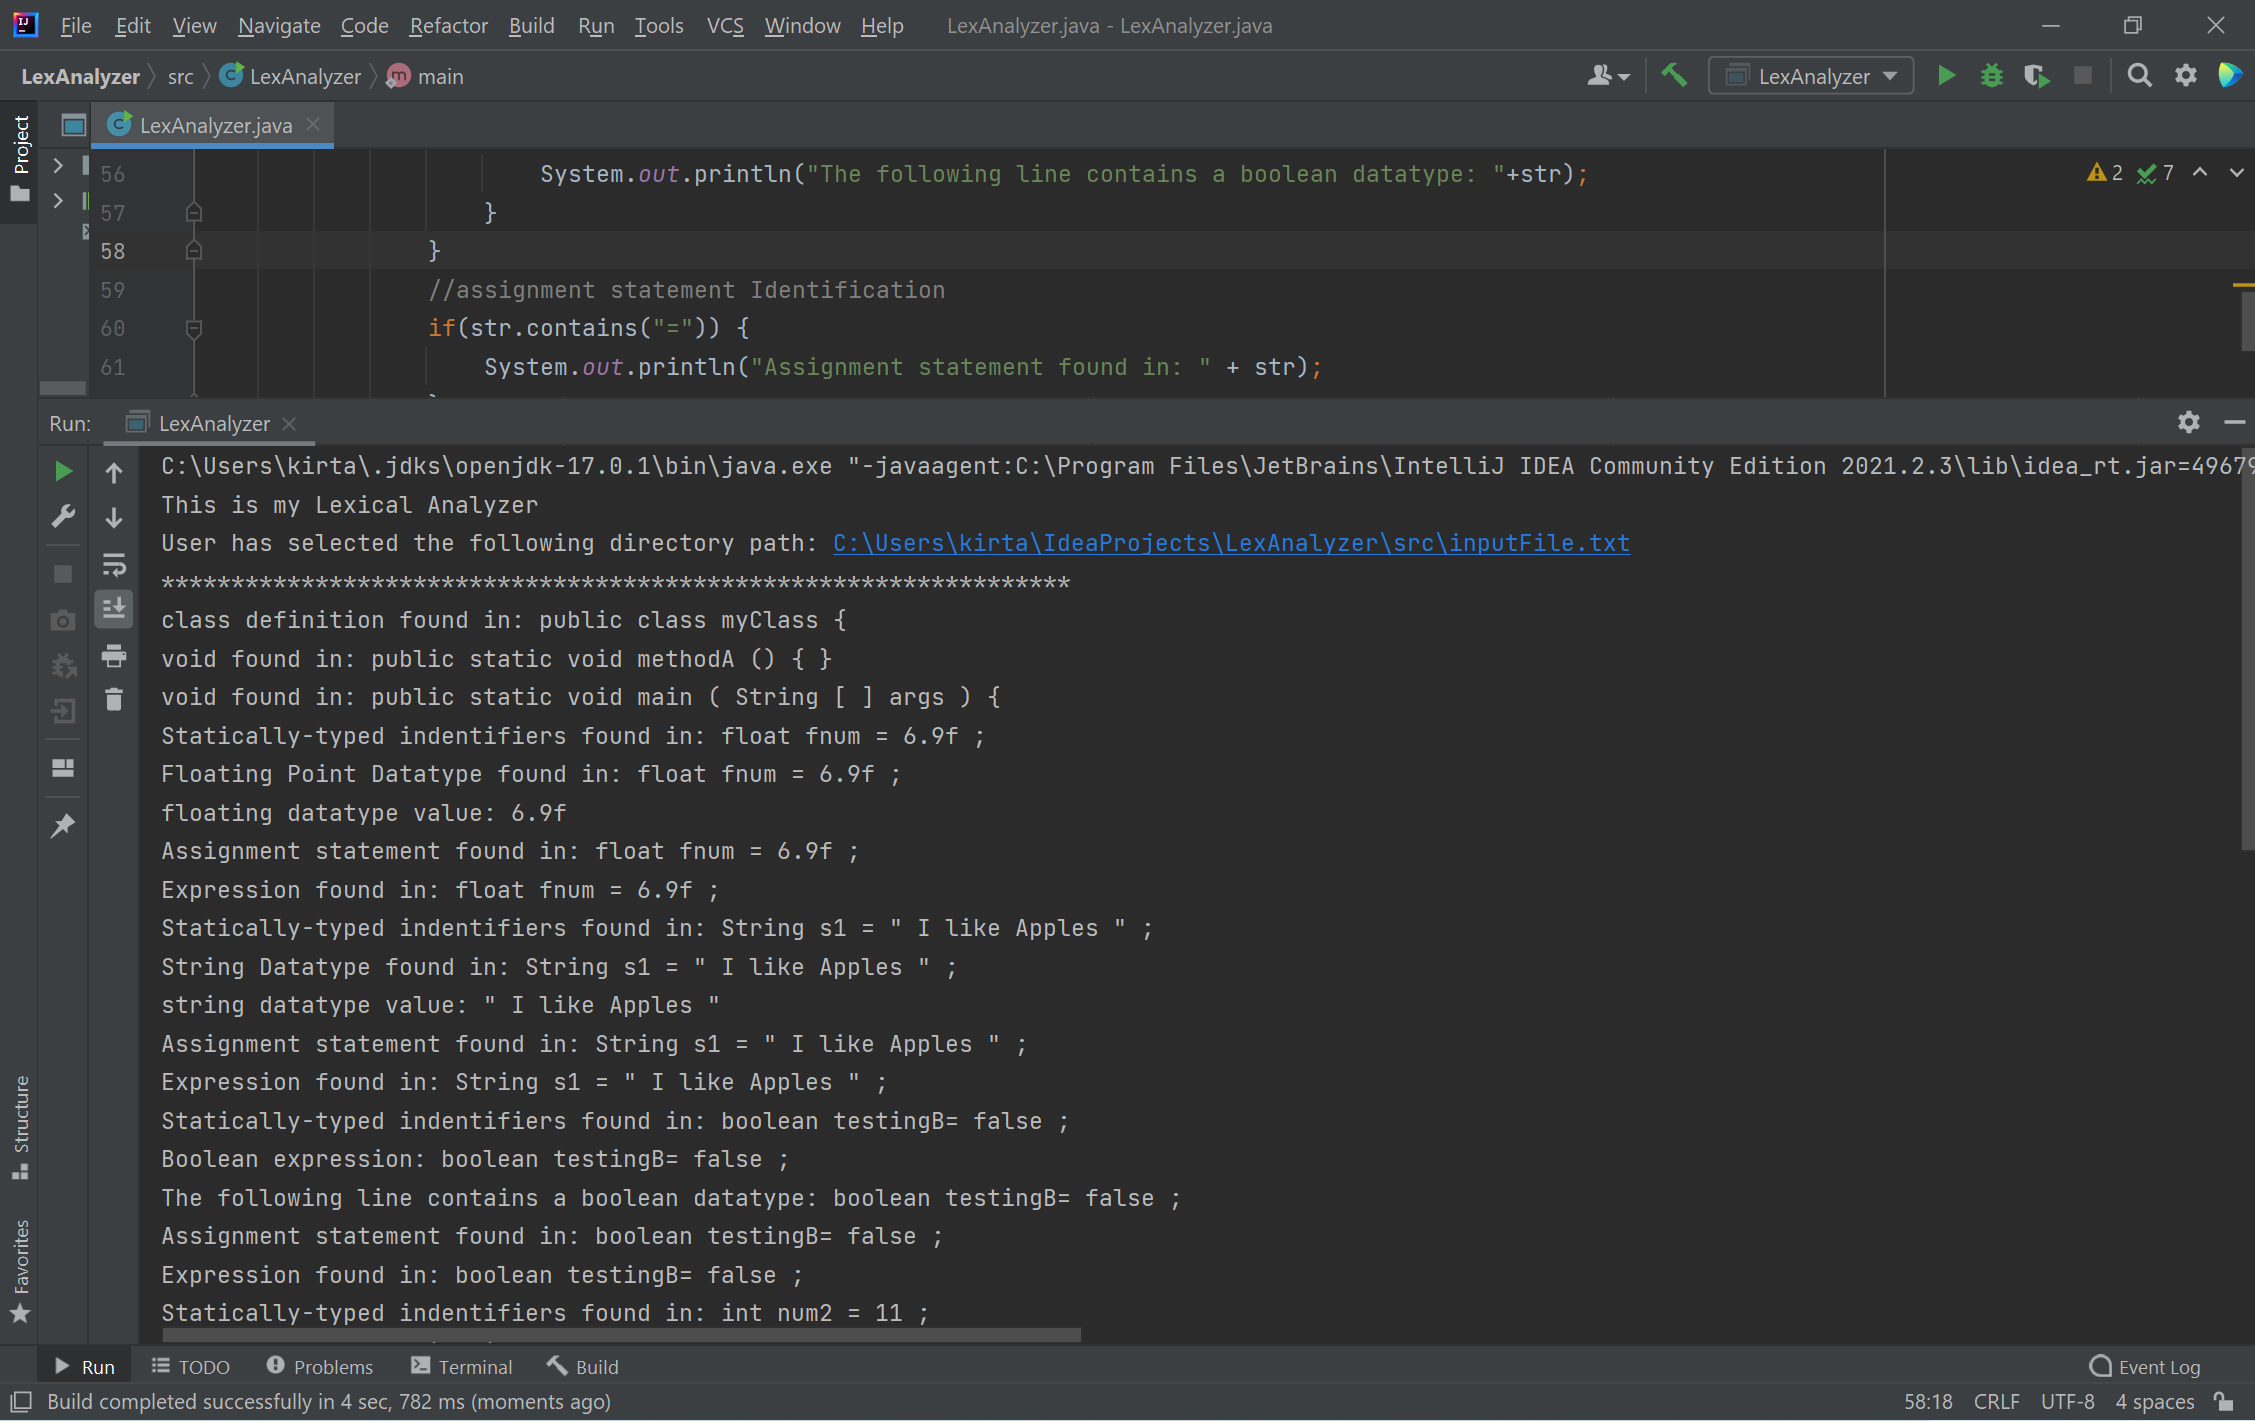 File Edit View Navigate Code Refactor Build Run Tools VCS Window Help LexAnalyzer.java - LexAnalyzer.java
LexAnalyzer src LexAnalyzer main LexAnalyzer
Project
LexAnalyzer.java
56 System.out.println("The following line contains a boolean datatype: "+str);
2 7
57 }
58 }
59 //assignment statement Identification
60 if(str.contains("=")) {
61 System.out.println("Assignment statement found in: " + str);
Run: LexAnalyzer
C:\Users\kirta\.jdks\openjdk-17.0.1\bin\java.exe "-javaagent:C:\Program Files\JetBrains\IntelliJ IDEA Community Edition 2021.2.3\lib\idea_rt.jar=49679
This is my Lexical Analyzer
User has selected the following directory path: C:\Users\kirta\IdeaProjects\LexAnalyzer\src\inputFile.txt
*****************************************************************
class definition found in: public class myClass {
void found in: public static void methodA () { }
void found in: public static void main ( String [ ] args ) {
Statically-typed indentifiers found in: float fnum = 6.9f ;
Floating Point Datatype found in: float fnum = 6.9f ;
floating datatype value: 6.9f
Assignment statement found in: float fnum = 6.9f ;
Expression found in: float fnum = 6.9f ;
Statically-typed indentifiers found in: String s1 = " I like Apples " ;
String Datatype found in: String s1 = " I like Apples " ;
string datatype value: " I like Apples "
Assignment statement found in: String s1 = " I like Apples " ;
Expression found in: String s1 = " I like Apples " ;
Statically-typed indentifiers found in: boolean testingB= false ;
Boolean expression: boolean testingB= false ;
The following line contains a boolean datatype: boolean testingB= false ;
Assignment statement found in: boolean testingB= false ;
Expression found in: boolean testingB= false ;
Statically-typed indentifiers found in: int num2 = 11 ;
Structure
Favorites
Run TODO Problems Terminal Build Event Log
Build completed successfully in 4 sec, 782 ms (moments ago) 58:18 CRLF UTF-8 4 spaces